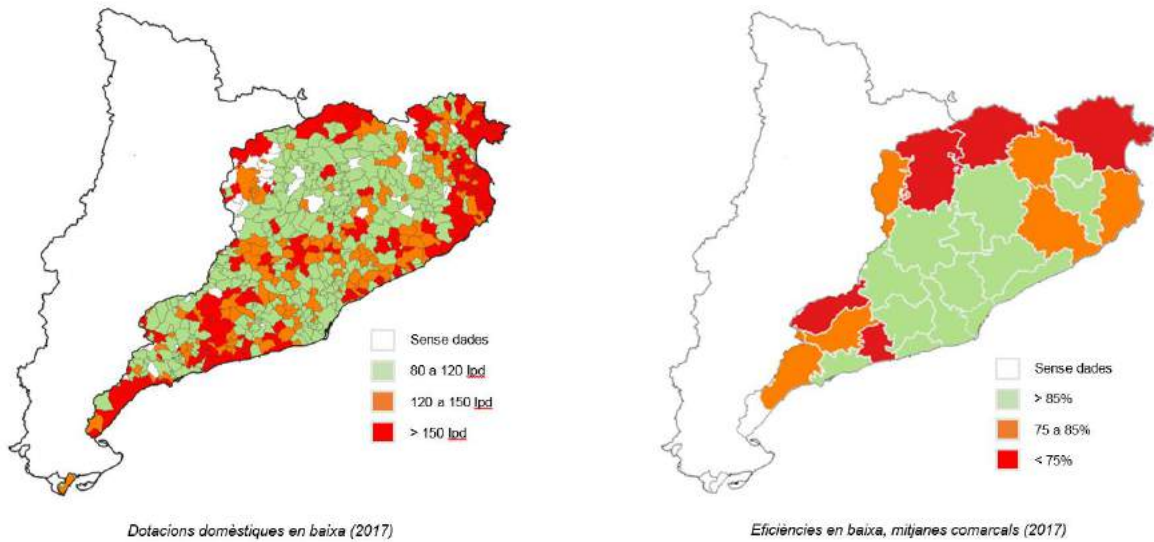 Sense dades
80 a 120 lpd
120 a 150 lpd
> 150 lpd
Dotacions domèstiques en baixa (2017)
Sense dades
> 85%
75 a 85%
< 75%
Eficiències en baixa, mitjanes comarcals (2017)